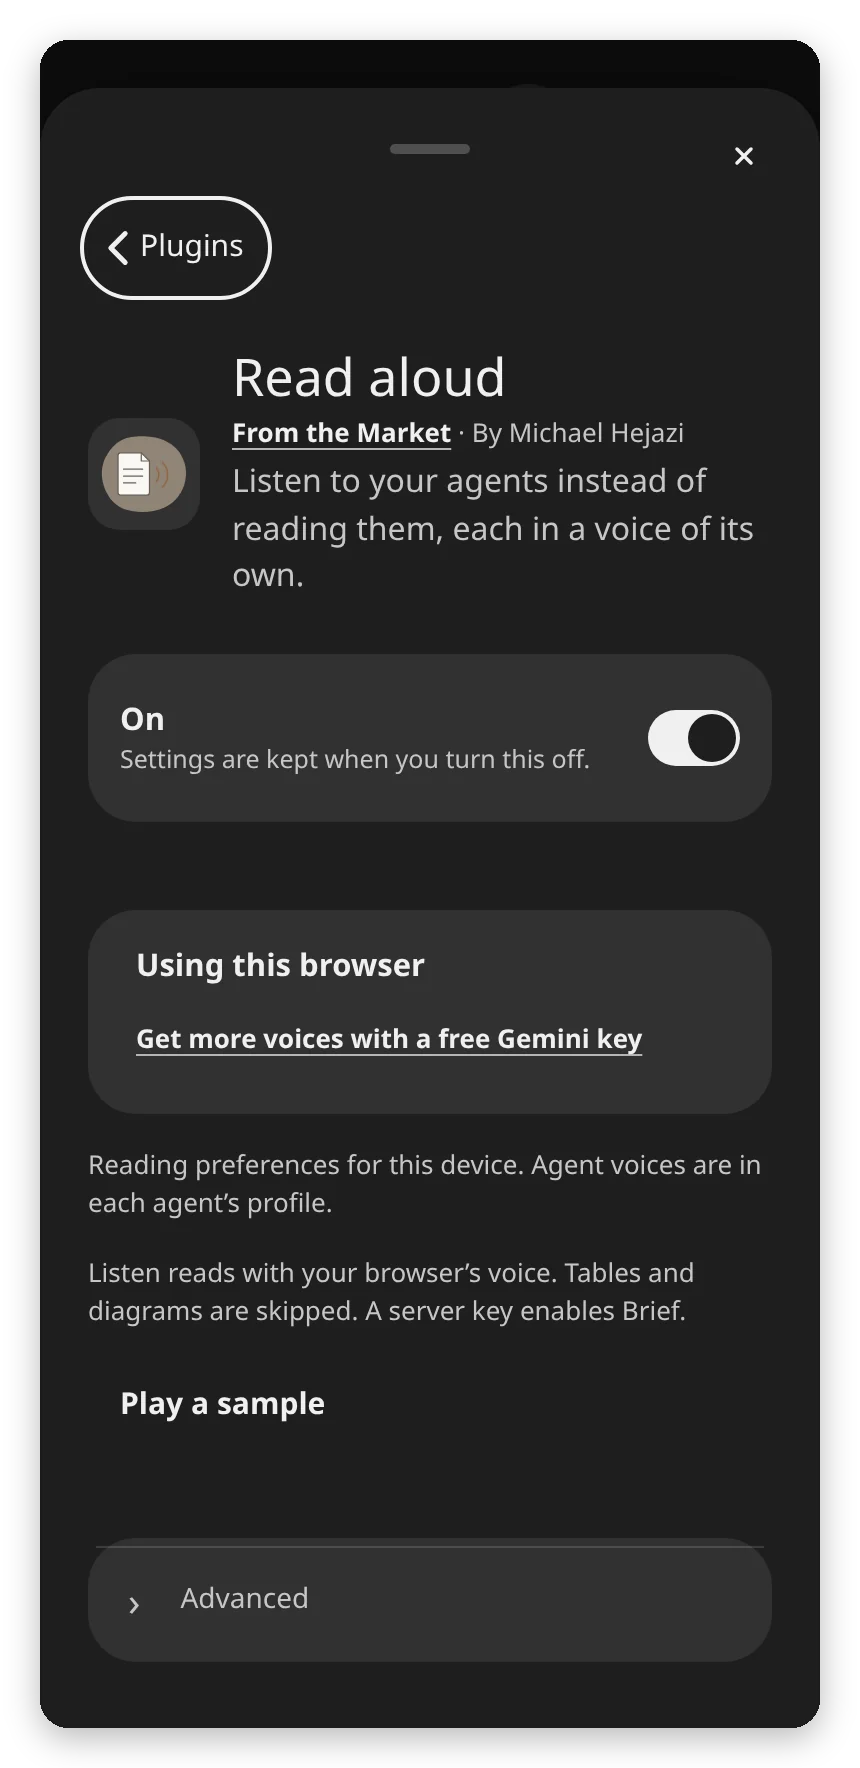 Plugins
Read aloud
From the Market · By Michael Hejazi
Listen to your agents instead of
reading them, each in a voice of its
own.
On
Settings are kept when you turn this off.
Using this browser
Get more voices with a free Gemini key
Reading preferences for this device. Agent voices are in
each agent’s profile.
Listen reads with your browser’s voice. Tables and
diagrams are skipped. A server key enables Brief.
Play a sample
Advanced